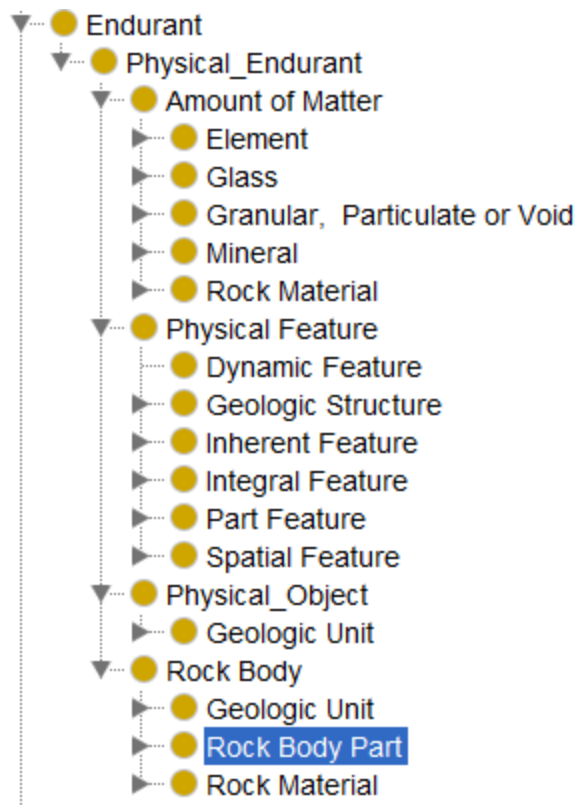 Endurant
Physical_Endurant
Amount of Matter
Element
Glass
Granular, Particulate or Void
Mineral
Rock Material
Physical Feature
Dynamic Feature
Geologic Structure
Inherent Feature
Integral Feature
Part Feature
Spatial Feature
Physical_Object
Geologic Unit
Rock Body
Geologic Unit
Rock Body Part
Rock Material